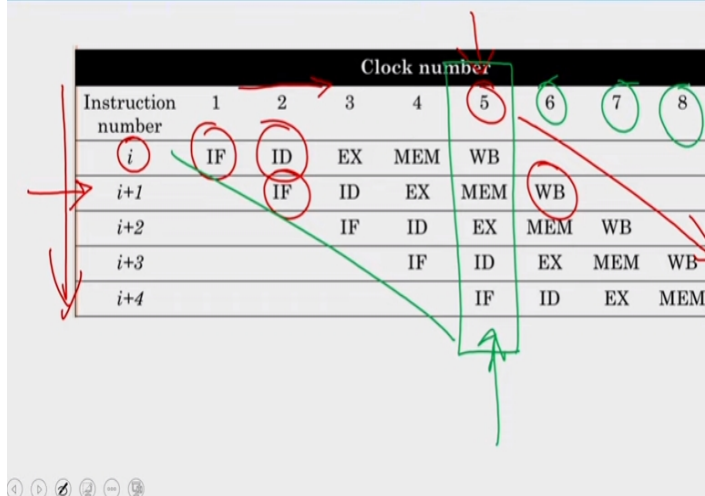 Clock number
Instruction number 1 2 3 4 5 6 7 8
i IF ID EX MEM WB
i+1 IF ID EX MEM WB
i+2 IF ID EX MEM WB
i+3 IF ID EX MEM WB
i+4 IF ID EX MEM